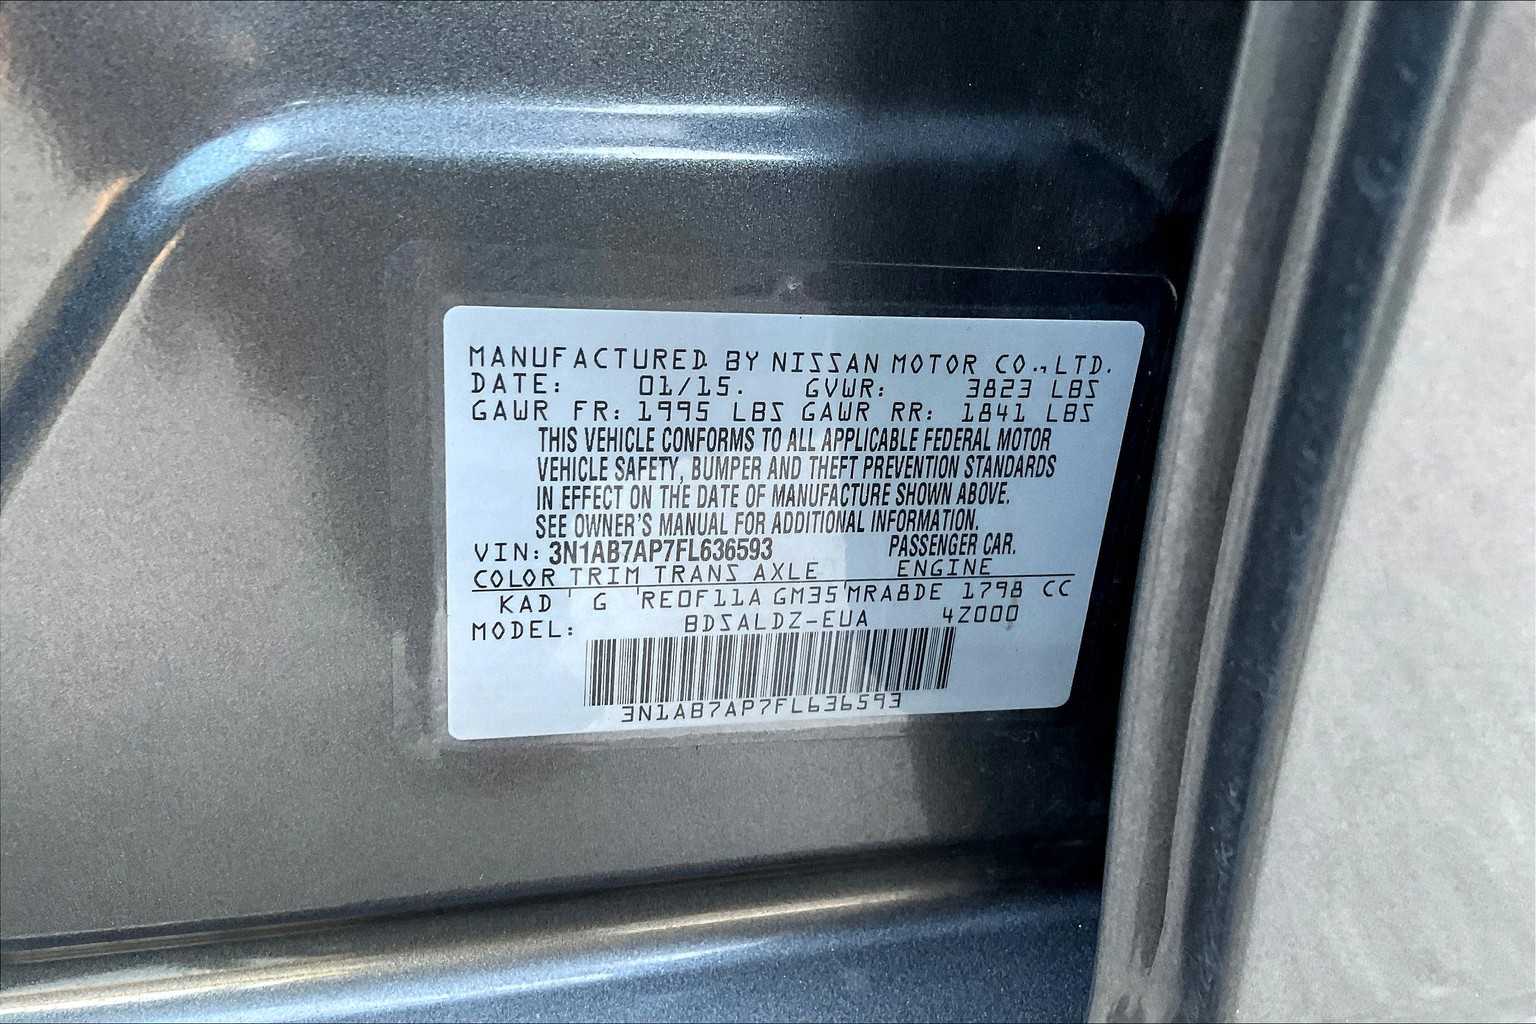 MANUFACTURED BY NISSAN MOTOR CO.,LTD.
DATE: 01/15. GVWR: 3823 LBS
GAWR FR: 1995 LBS GAWR RR: 1841 LBS
THIS VEHICLE CONFORMS TO ALL APPLICABLE FEDERAL MOTOR
VEHICLE SAFETY, BUMPER AND THEFT PREVENTION STANDARDS
IN EFFECT ON THE DATE OF MANUFACTURE SHOWN ABOVE.
SEE OWNER'S MANUAL FOR ADDITIONAL INFORMATION.
VIN: 3N1AB7AP7FL636593 PASSENGER CAR.
COLOR TRIM TRANS AXLE ENGINE
KAD G RE0F11A GM35 MRA8DE 1798 CC
MODEL: BDSALDZ-EUA 4Z000
3N1AB7AP7FL636593